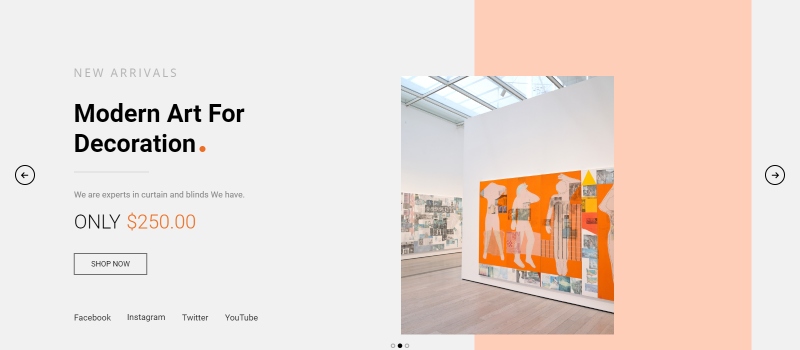 NEW ARRIVALS
Modern Art For
Decoration.
We are experts in curtain and blinds We have.
ONLY $250.00
SHOP NOW
Facebook Instagram Twitter YouTube